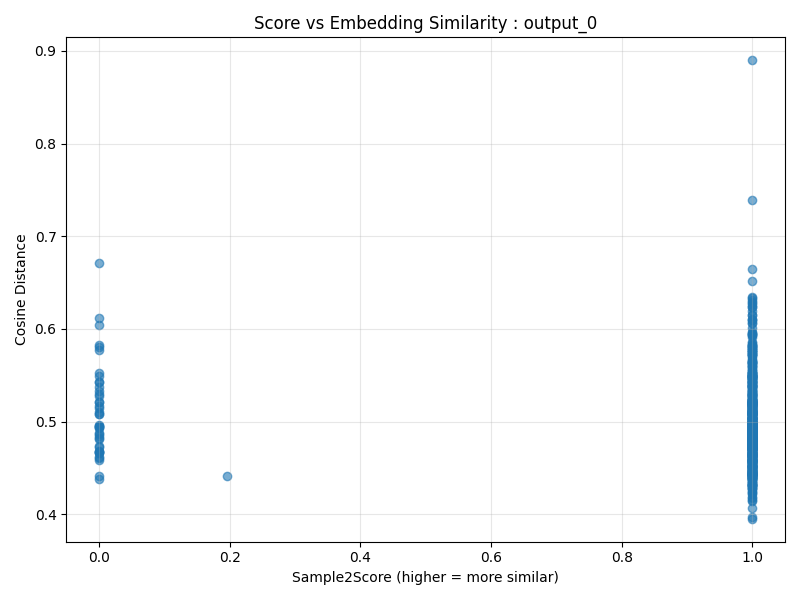 Score vs Embedding Similarity : output_0
Cosine Distance
0.9
0.8
0.7
0.6
0.5
0.4
0.0 0.2 0.4 0.6 0.8 1.0
Sample2Score (higher = more similar)